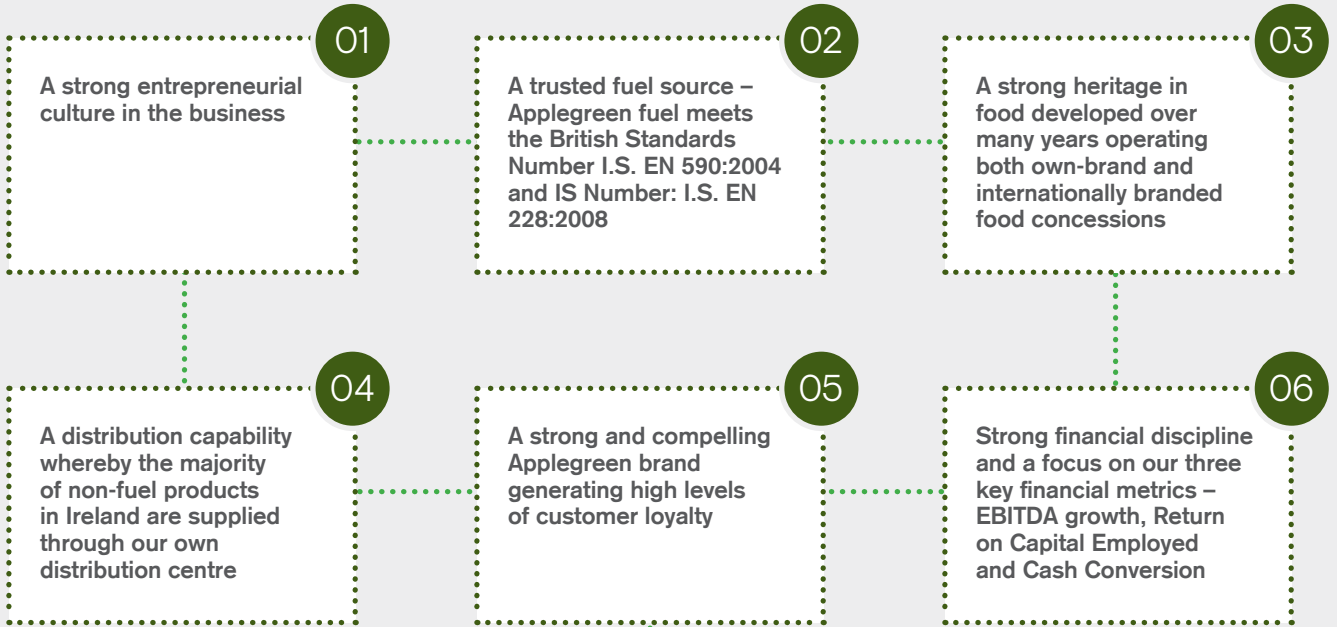 01
A strong entrepreneurial
culture in the business
02
A trusted fuel source –
Applegreen fuel meets
the British Standards
Number I.S. EN 590:2004
and IS Number: I.S. EN
228:2008
03
A strong heritage in
food developed over
many years operating
both own-brand and
internationally branded
food concessions
04
A distribution capability
whereby the majority
of non-fuel products
in Ireland are supplied
through our own
distribution centre
05
A strong and compelling
Applegreen brand
generating high levels
of customer loyalty
06
Strong financial discipline
and a focus on our three
key financial metrics –
EBITDA growth, Return
on Capital Employed
and Cash Conversion